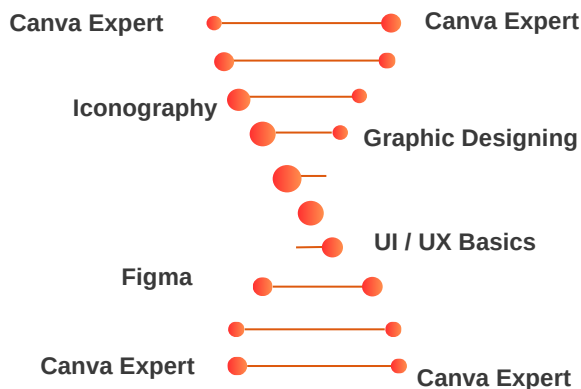 Canva Expert
Canva Expert
Iconography
Graphic Designing
UI / UX Basics
Figma
Canva Expert
Canva Expert